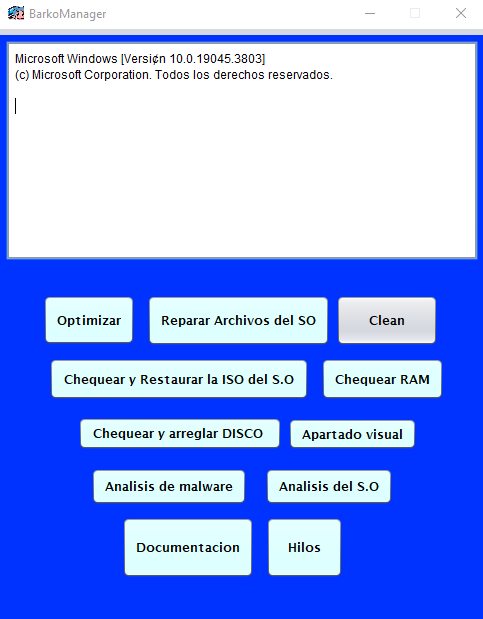 BarkoManager
Microsoft Windows [Versi¢n 10.0.19045.3803]
(c) Microsoft Corporation. Todos los derechos reservados.
Optimizar
Reparar Archivos del SO
Clean
Chequear y Restaurar la ISO del S.O
Chequear RAM
Chequear y arreglar DISCO
Apartado visual
Analisis de malware
Analisis del S.O
Documentacion
Hilos